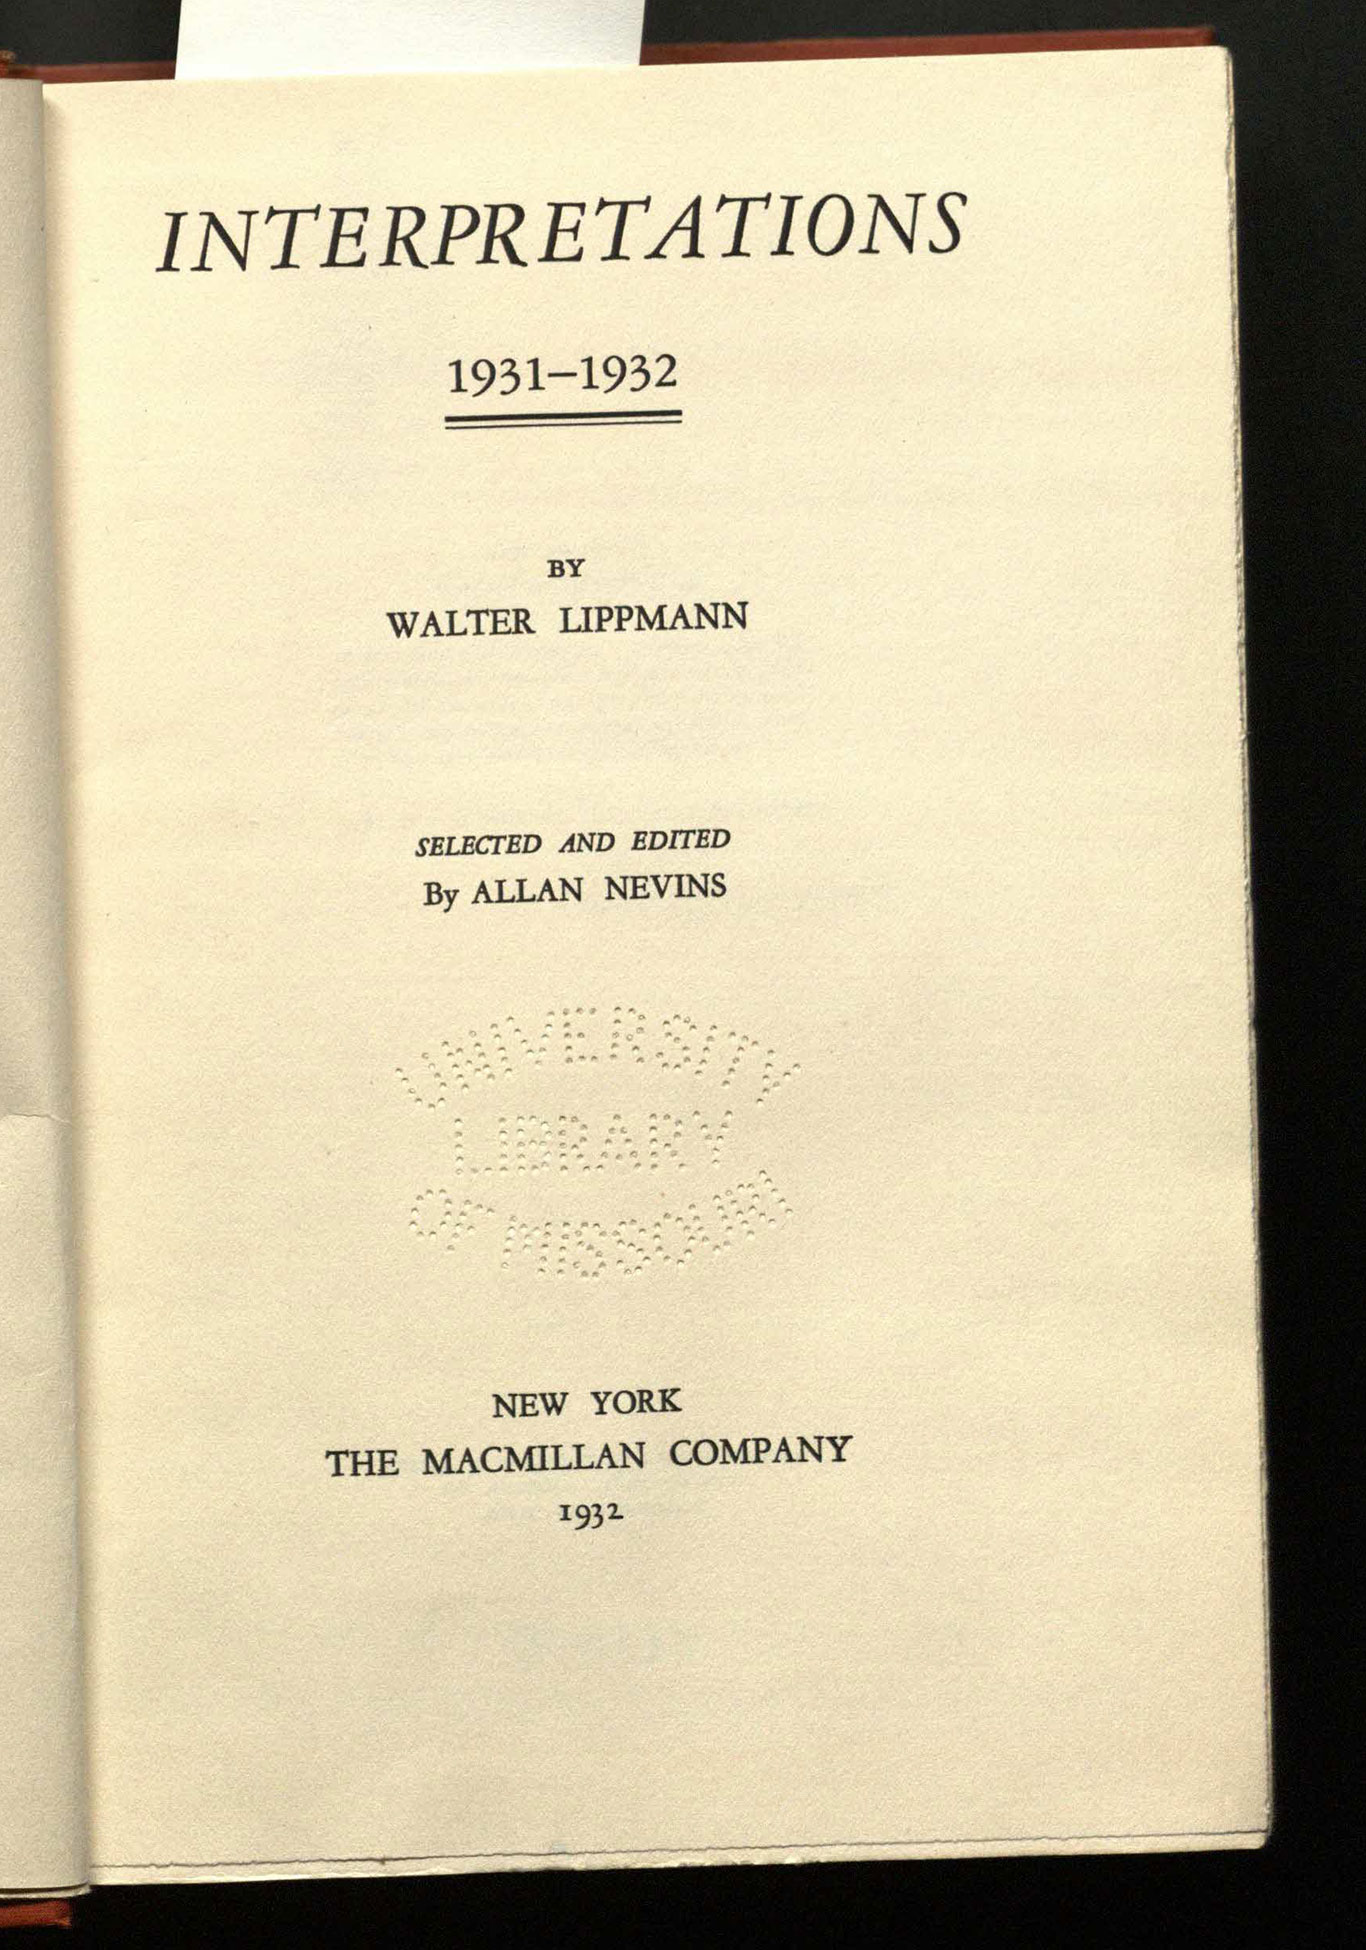 INTERPRETATIONS
1931–1932
BY
WALTER LIPPMANN
SELECTED AND EDITED
By ALLAN NEVINS
UNIVERSITY
LIBRARY
OF MISSOURI
NEW YORK
THE MACMILLAN COMPANY
1932